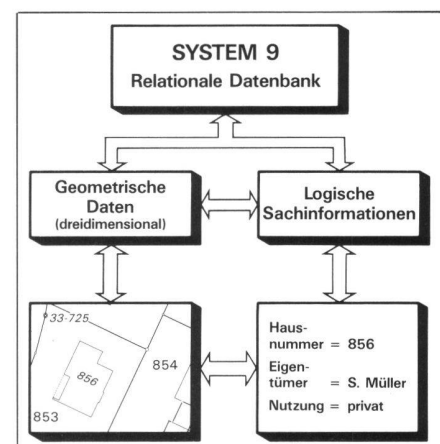 SYSTEM 9
Relationale Datenbank
Geometrische
Daten
(dreidimensional)
Logische
Sachinformationen
33-725
856
854
853
Haus-
nummer = 856
Eigen-
tümer = S. Müller
Nutzung = privat